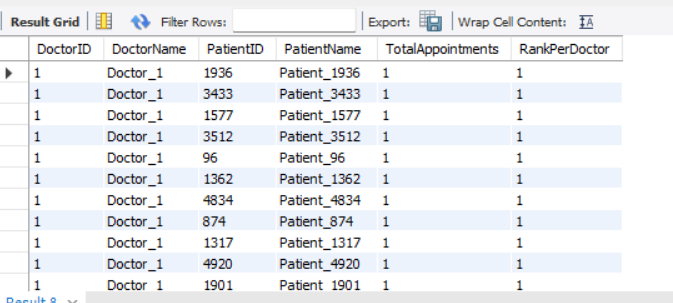 Result Grid Filter Rows: Export: Wrap Cell Content: IA
DoctorID DoctorName PatientID PatientName TotalAppointments RankPerDoctor
1 Doctor_1 1936 Patient_1936 1 1
1 Doctor_1 3433 Patient_3433 1 1
1 Doctor_1 1577 Patient_1577 1 1
1 Doctor_1 3512 Patient_3512 1 1
1 Doctor_1 96 Patient_96 1 1
1 Doctor_1 1362 Patient_1362 1 1
1 Doctor_1 4834 Patient_4834 1 1
1 Doctor_1 874 Patient_874 1 1
1 Doctor_1 1317 Patient_1317 1 1
1 Doctor_1 4920 Patient_4920 1 1
1 Doctor_1 1901 Patient_1901 1 1
Result 8